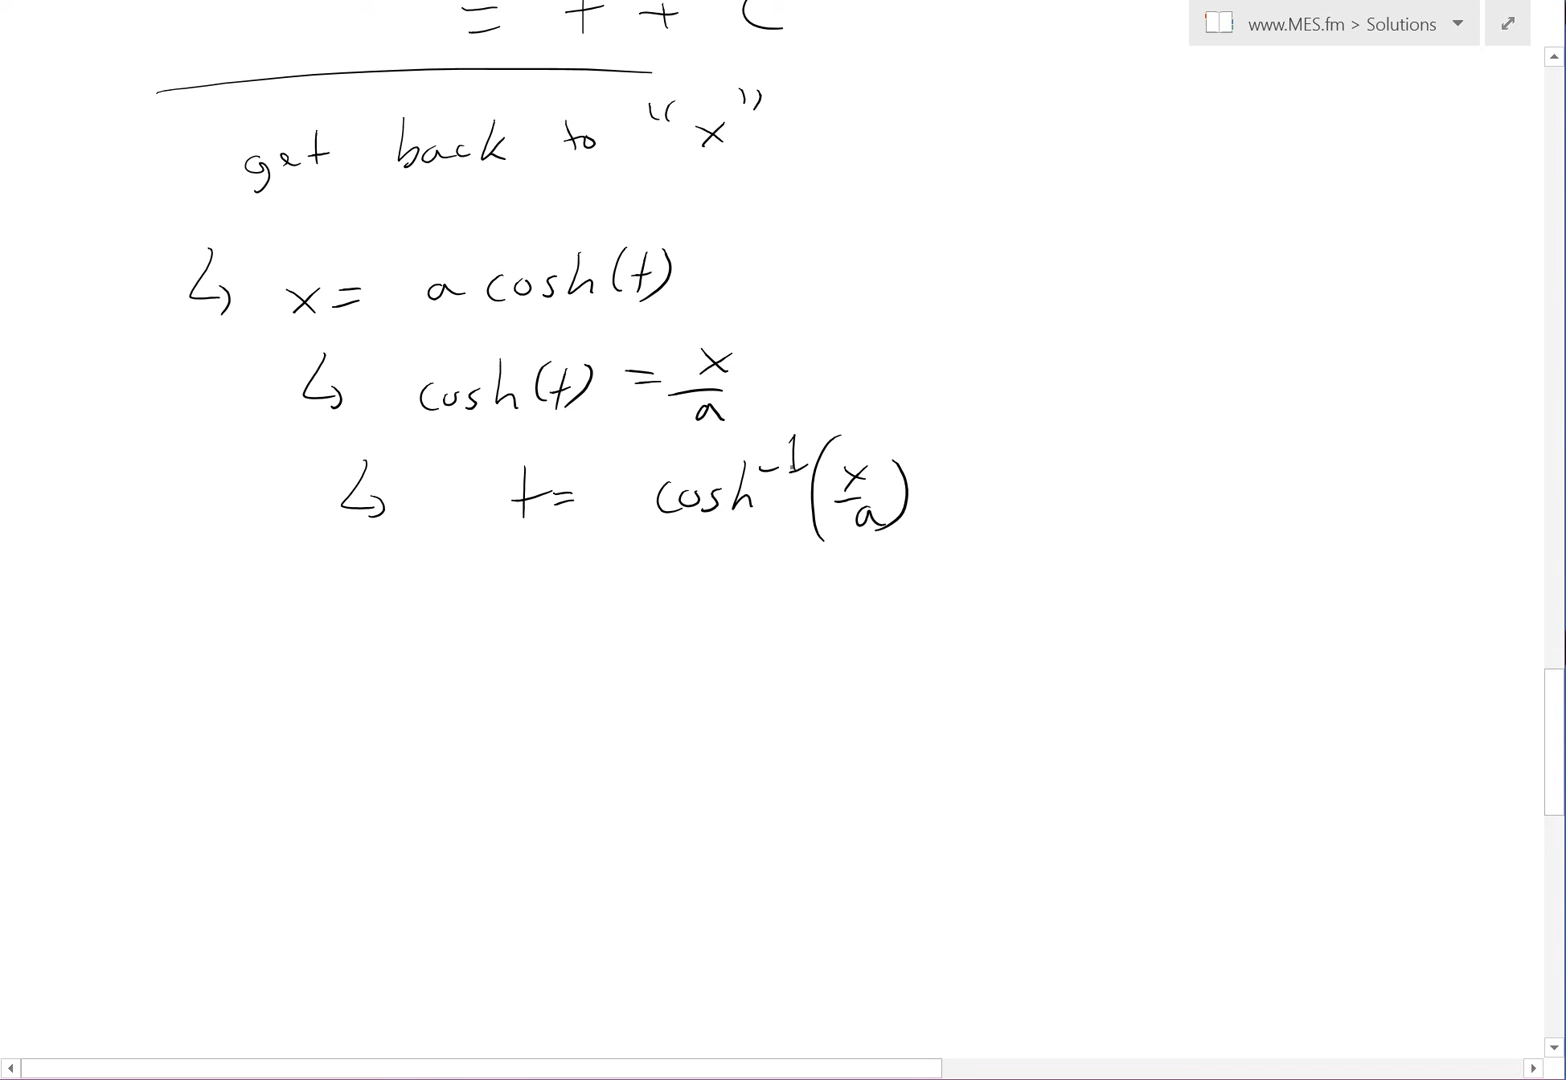 www.MES.fm > Solutions
= t + C
get back to "x"
↳ x = a cosh(t)
↳ cosh(t) = x/a
↳ t = cosh⁻¹(x/a)